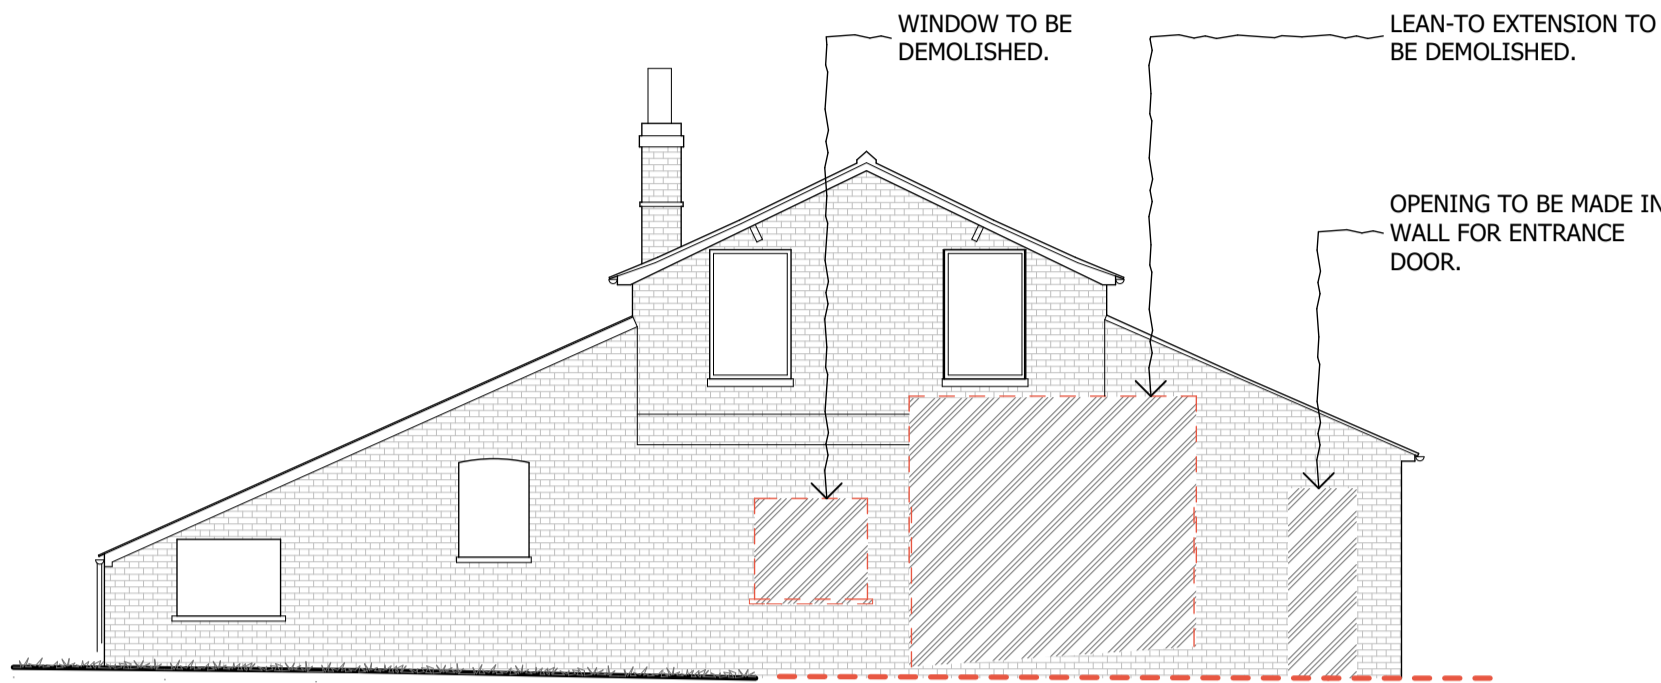 WINDOW TO BE
DEMOLISHED.
LEAN-TO EXTENSION TO
BE DEMOLISHED.
OPENING TO BE MADE IN
WALL FOR ENTRANCE
DOOR.